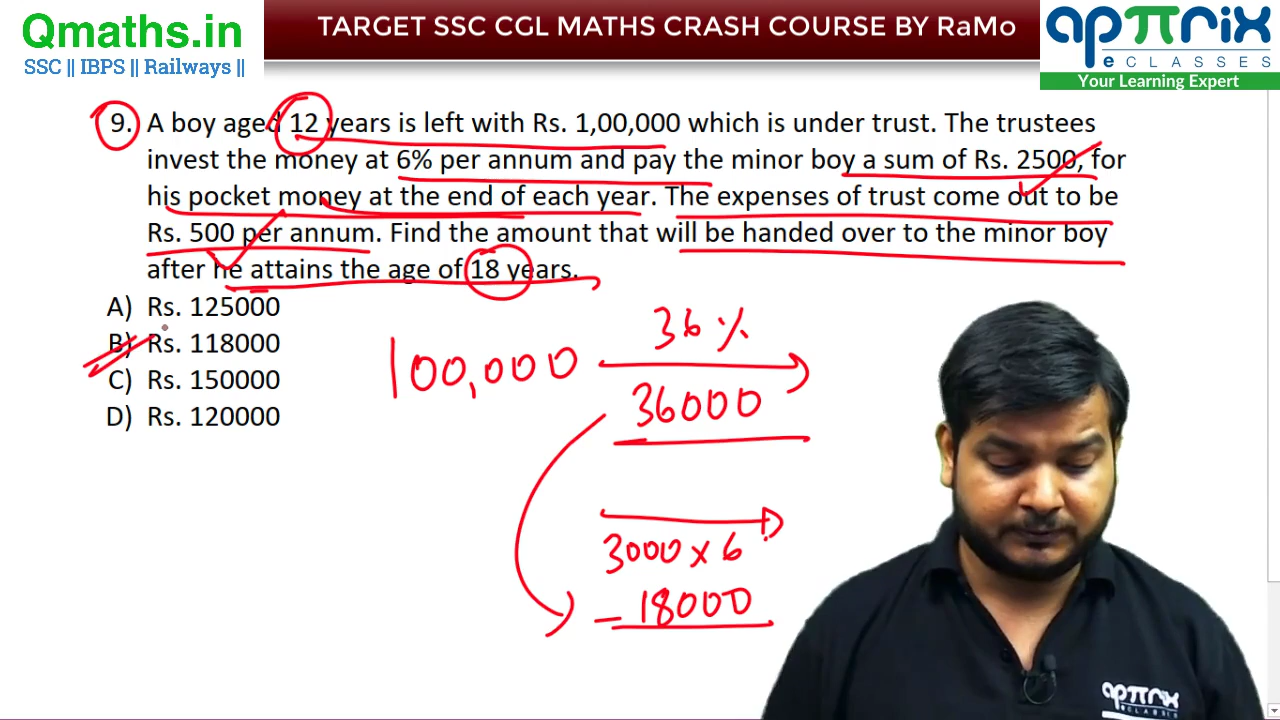 Qmaths.in
SSC || IBPS || Railways ||
TARGET SSC CGL MATHS CRASH COURSE BY RaMo
apπrix
e CLASSES
Your Learning Expert
9. A boy aged 12 years is left with Rs. 1,00,000 which is under trust. The trustees
invest the money at 6% per annum and pay the minor boy a sum of Rs. 2500, for
his pocket money at the end of each year. The expenses of trust come out to be
Rs. 500 per annum. Find the amount that will be handed over to the minor boy
after he attains the age of 18 years.
A) Rs. 125000
B) Rs. 118000
C) Rs. 150000
D) Rs. 120000
36%
100,000
36000
3000 x 6
- 18000
apπrix
e CLASSES